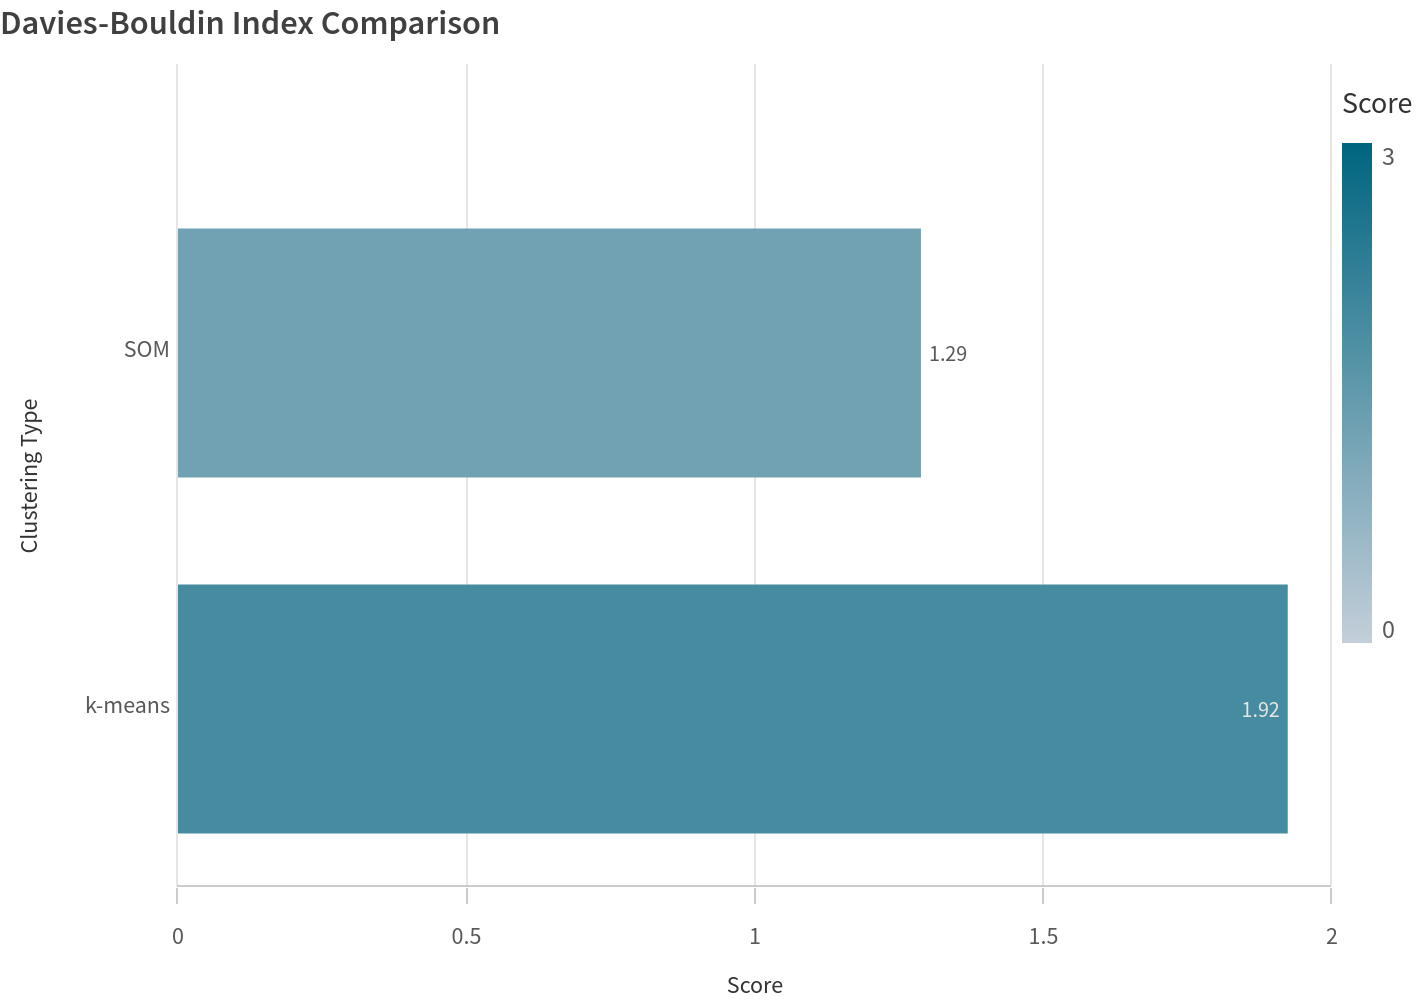 Davies-Bouldin Index Comparison
Score
3
0
SOM
1.29
Clustering Type
k-means
1.92
0
0.5
1
1.5
2
Score